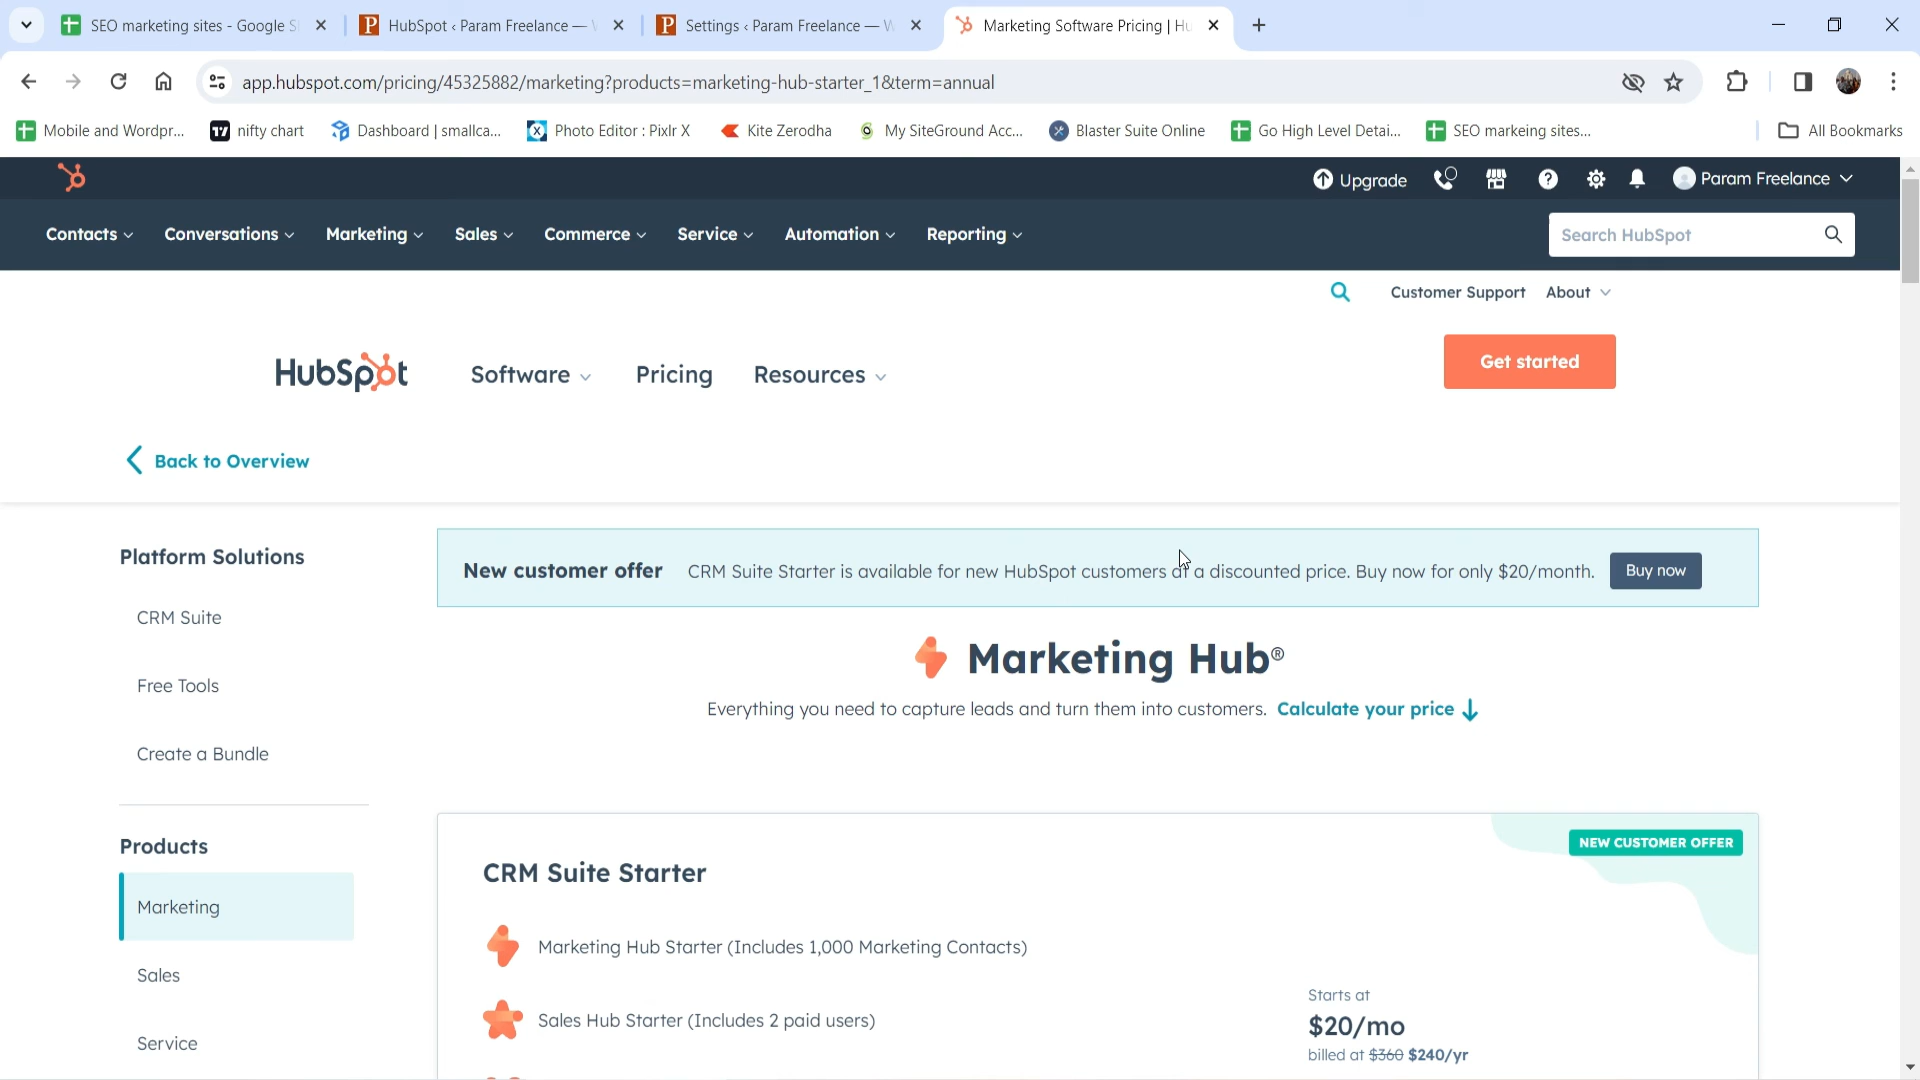 SEO marketing sites - Google S
HubSpot ‹ Param Freelance —
Settings ‹ Param Freelance — W
Marketing Software Pricing | Hu
app.hubspot.com/pricing/45325882/marketing?products=marketing-hub-starter_1&term=annual
Mobile and Wordpr...
nifty chart
Dashboard | smallca...
Photo Editor : Pixlr X
Kite Zerodha
My SiteGround Acc...
Blaster Suite Online
Go High Level Detai...
SEO markeing sites...
All Bookmarks
Upgrade
Param Freelance
Contacts
Conversations
Marketing
Sales
Commerce
Service
Automation
Reporting
Search HubSpot
Customer Support
About
HubSpot
Software
Pricing
Resources
Get started
Back to Overview
Platform Solutions
CRM Suite
Free Tools
Create a Bundle
Products
Marketing
Sales
Service
New customer offer
CRM Suite Starter is available for new HubSpot customers at a discounted price. Buy now for only $20/month.
Buy now
Marketing Hub®
Everything you need to capture leads and turn them into customers. Calculate your price
NEW CUSTOMER OFFER
CRM Suite Starter
Marketing Hub Starter (Includes 1,000 Marketing Contacts)
Sales Hub Starter (Includes 2 paid users)
Starts at
$20/mo
billed at $360 $240/yr